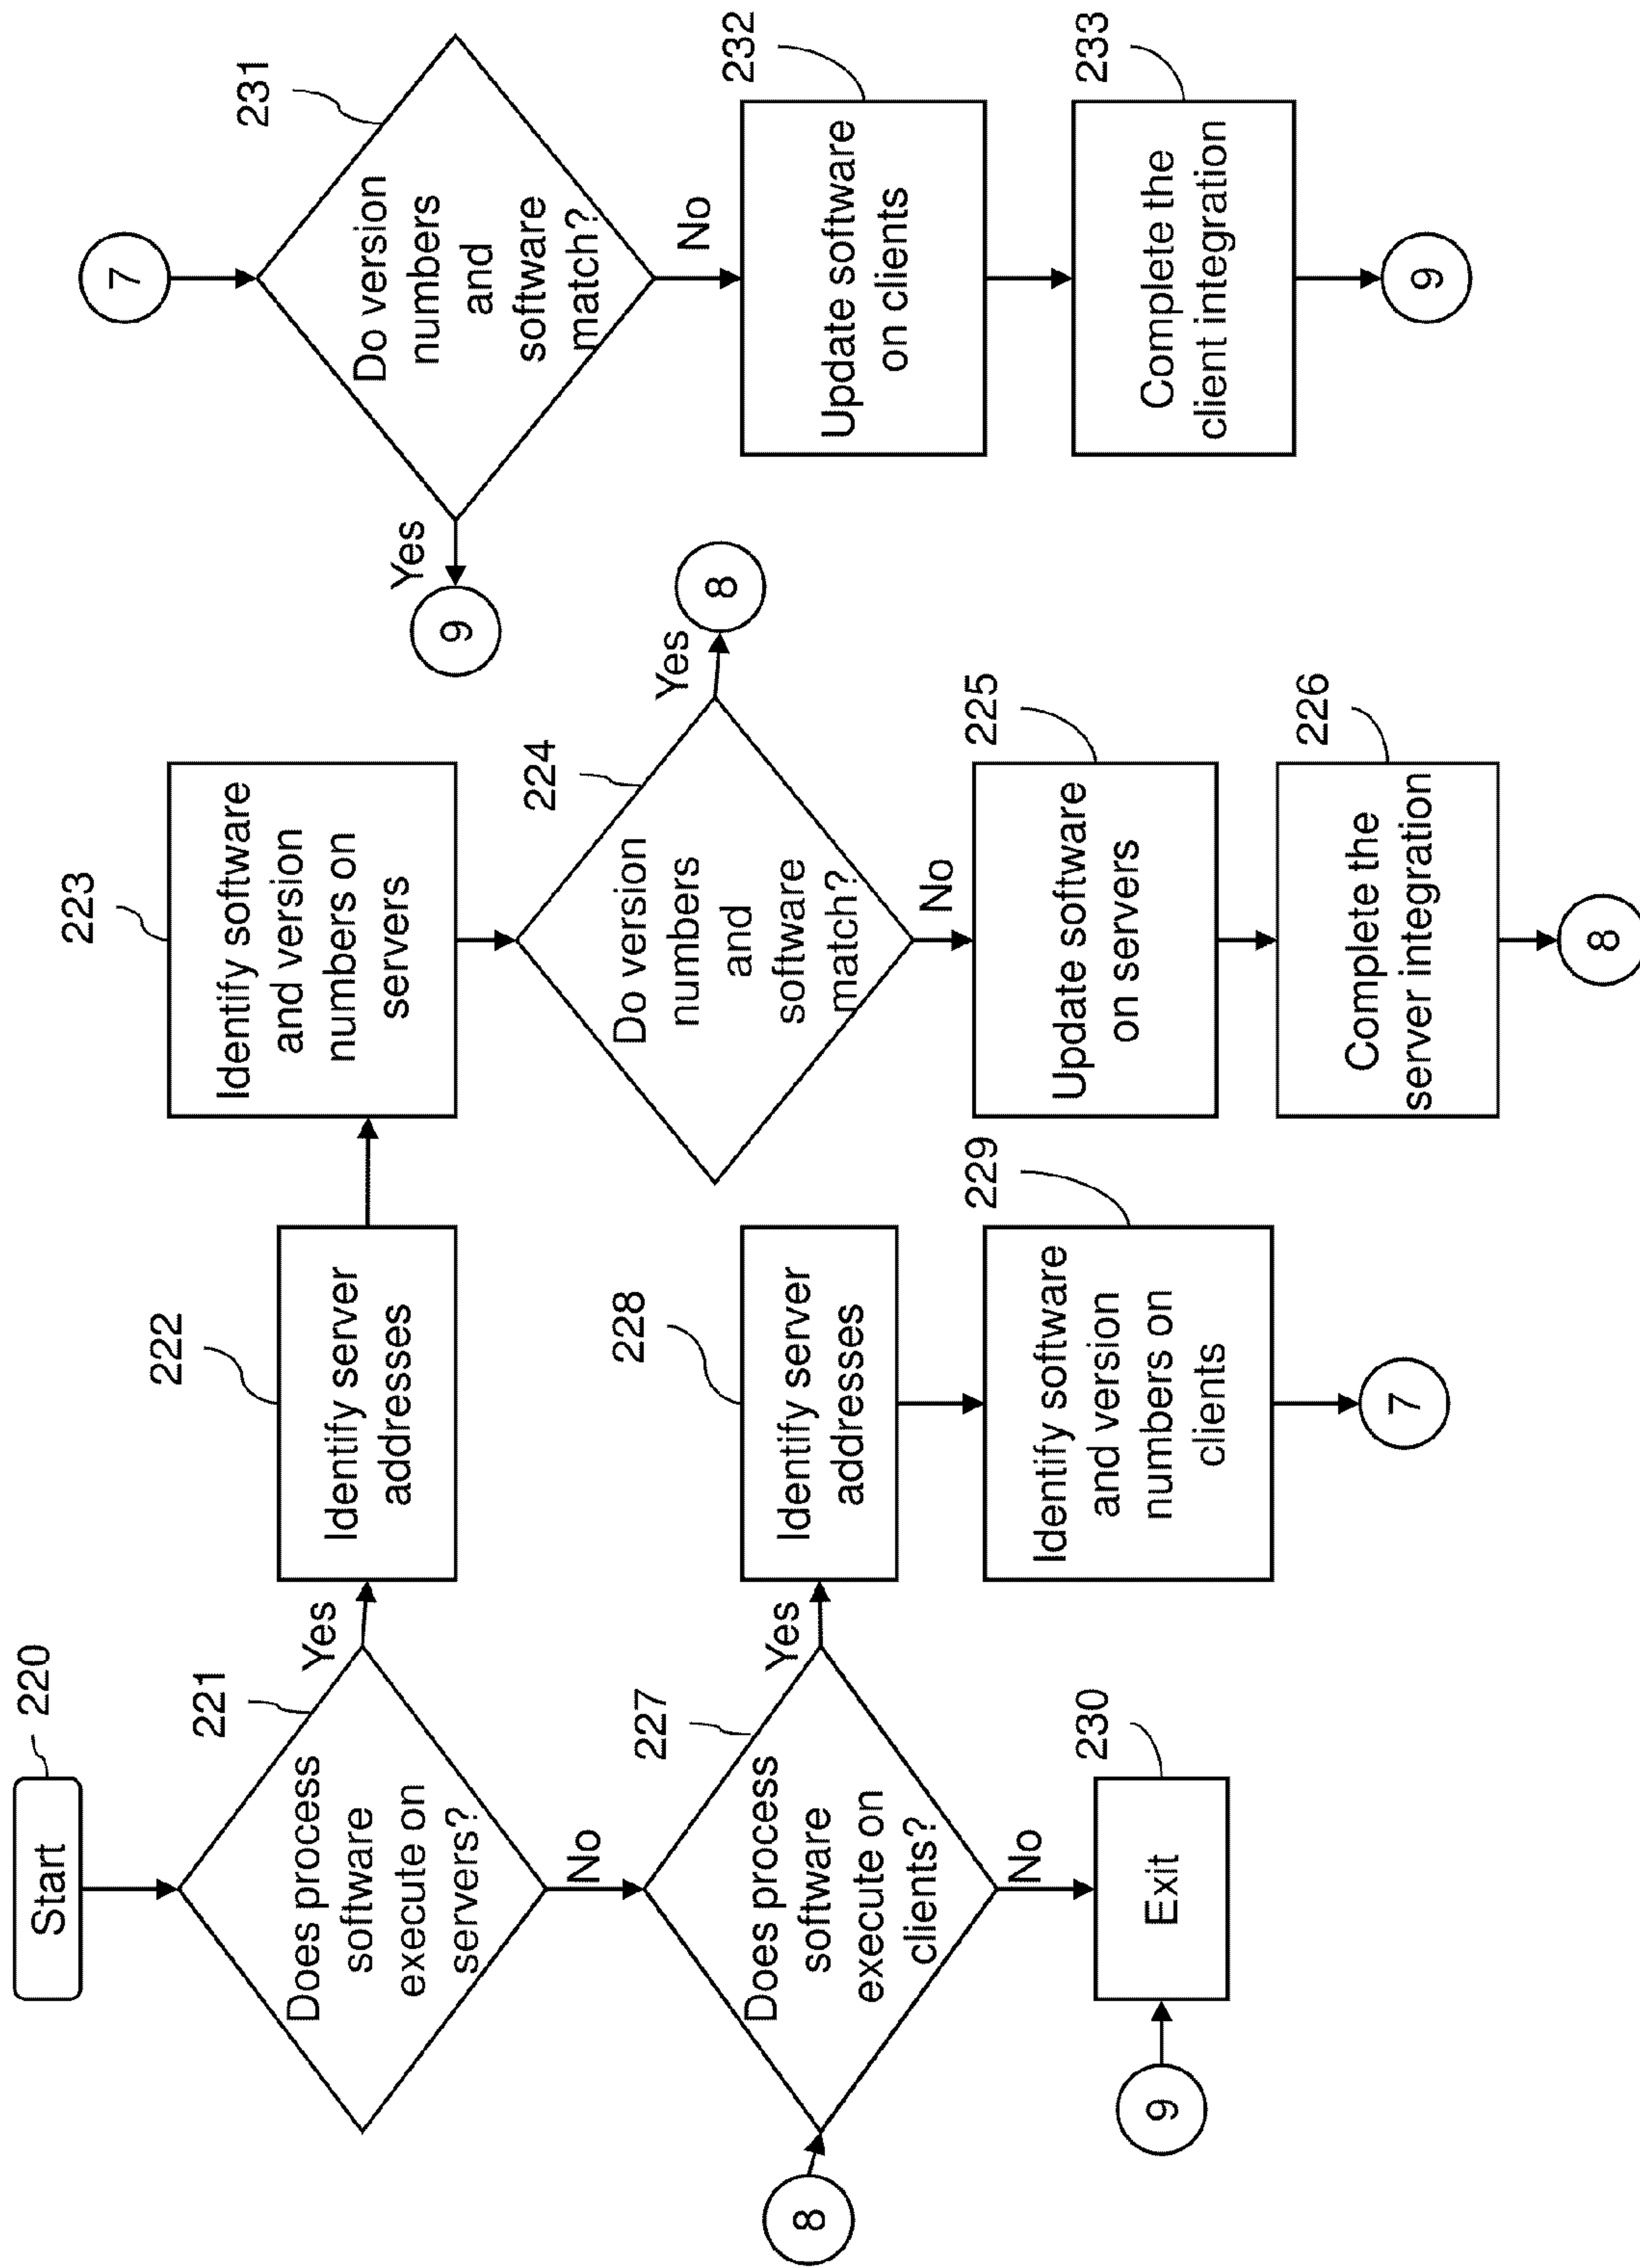 Start
220
221
Does process
software
execute on
servers?
Yes
No
222
Identify server
addresses
223
Identify software
and version
numbers on
servers
224
Do version
numbers
and
software
match?
Yes
8
No
225
Update software
on servers
226
Complete the
server integration
8
8
227
Does process
software
execute on
clients?
Yes
No
228
Identify server
addresses
229
Identify software
and version
numbers on
clients
7
230
Exit
9
7
231
Do version
numbers
and
software
match?
Yes
9
No
232
Update software
on clients
233
Complete the
client integration
9